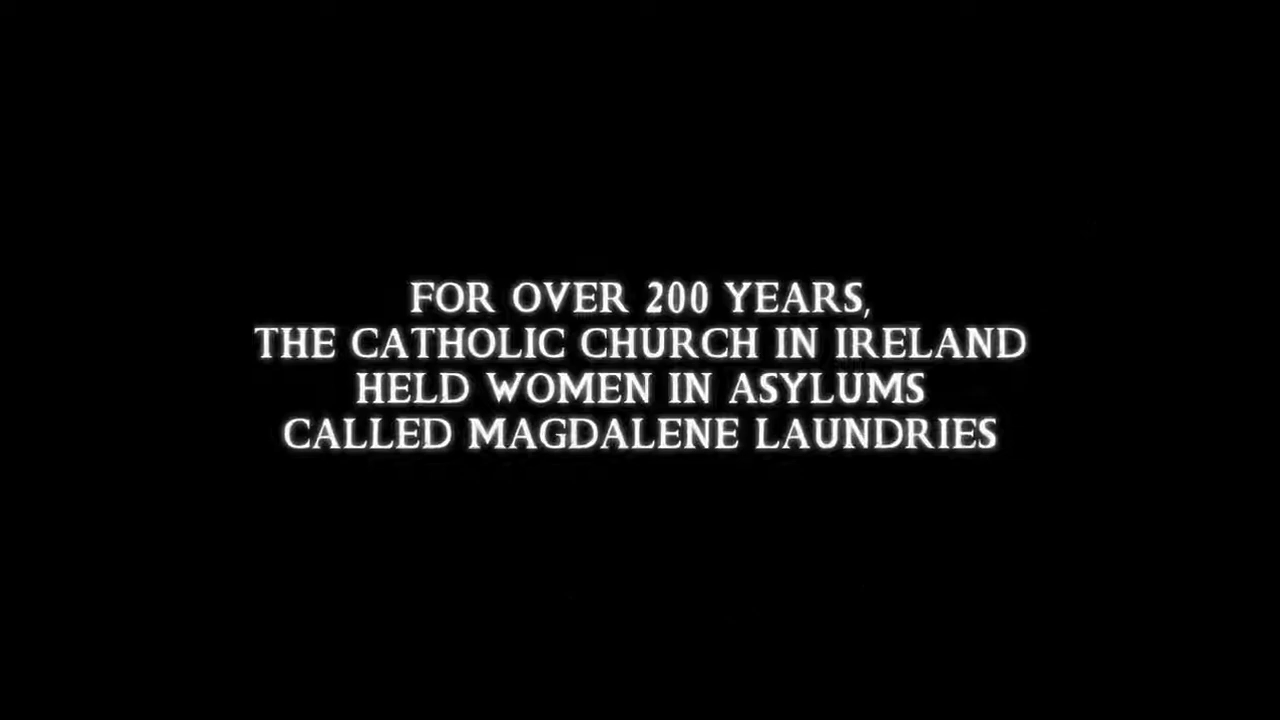 FOR OVER 200 YEARS,
THE CATHOLIC CHURCH IN IRELAND
HELD WOMEN IN ASYLUMS
CALLED MAGDALENE LAUNDRIES